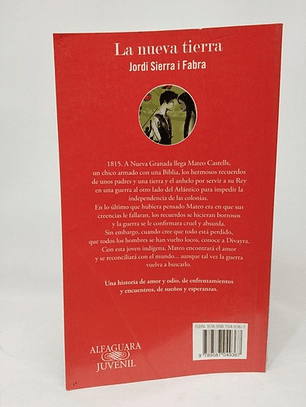 La nueva tierra
Jordi Sierra i Fabra
1815. A Nueva Granada llega Mateo Castells,
un chico armado con una Biblia, los hermosos recuerdos
de unos padres y una tierra y el anhelo por servir a su Rey
en una guerra al otro lado del Atlántico para impedir la
independencia de las colonias.
En lo último que hubiera pensado Mateo era en que sus
creencias le fallaran, los recuerdos se hicieran borrosos
y la guerra se le confirmara cruel y absurda.
Sin embargo, cuando cree que todo está perdido,
que todos los hombres se han vuelto locos, conoce a Divayra.
Con esta joven indígena, Mateo encontrará el amor
y se reconciliará con el mundo... aunque tal vez la guerra
vuelva a buscarlo.
Una historia de amor y odio, de enfrentamientos
y encuentros, de sueños y esperanzas.
ALFAGUARA
JUVENIL